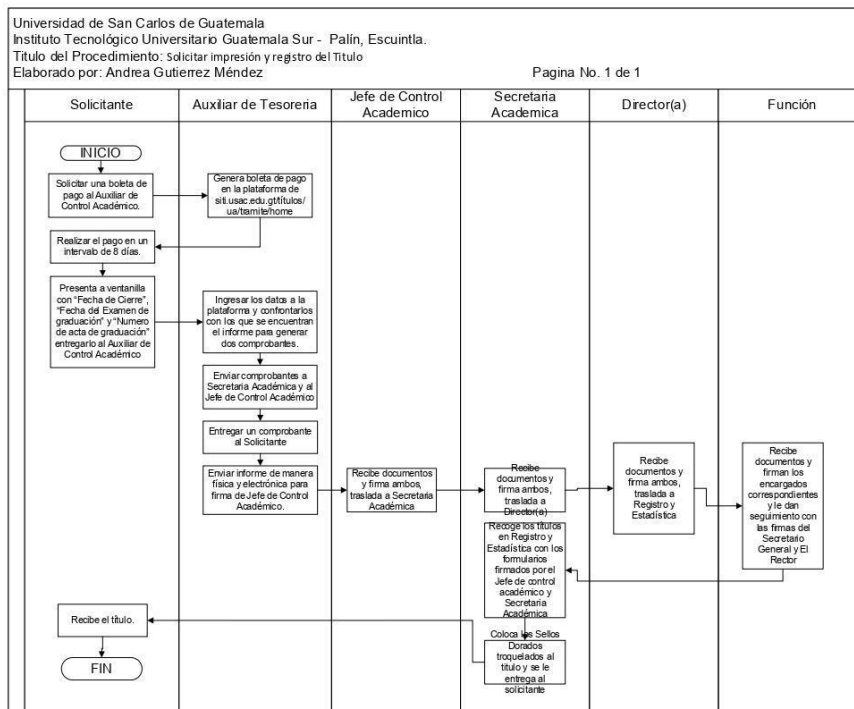 Universidad de San Carlos de Guatemala
Instituto Tecnológico Universitario Guatemala Sur - Palín, Escuintla.
Titulo del Procedimiento: Solicitar impresión y registro del Titulo
Elaborado por: Andrea Gutierrez Méndez
Pagina No. 1 de 1
Solicitante
Auxiliar de Tesoreria
Jefe de Control
Academico
Secretaria
Academica
Director(a)
Función
INICIO
Solicitar una boleta de
pago al Auxiliar de
Control Académico.
Genera boleta de pago
en la plataforma de
siti.usac.edu.gt/títulos/
ua/tramite/home
Realizar el pago en un
intervalo de 8 días.
Presenta a ventanilla
con “Fecha de Cierre”,
“Fecha del Examen de
graduación” y “Numero
de acta de graduación”
entregarlo al Auxiliar de
Control Académico
Ingresar los datos a la
plataforma y confrontarlos
con los que se encuentran
el informe para generar
dos comprobantes.
Enviar comprobantes a
Secretaria Académica y al
Jefe de Control Académico
Entregar un comprobante
al Solicitante
Enviar informe de manera
física y electrónica para
firma de Jefe de Control
Académico.
Recibe documentos y
firma ambos, traslada a
Secretaria Académica
Recibe
documentos y
firma ambos,
traslada a
Director(a)
Recibe
documentos y
firma ambos,
traslada a
Registro y
Estadística
Recibe
documentos y
firman los
encargados
correspondientes
y le dan
seguimiento con
las firmas del
Secretario
General y El
Rector
Recoge los títulos
en Registro y
Estadística con los
formularios
firmados por el
Jefe de control
académico y
Secretaria
Académica
Coloca los Sellos
Dorados
troquelados al
titulo y se le
entrega al
solicitante
Recibe el título.
FIN